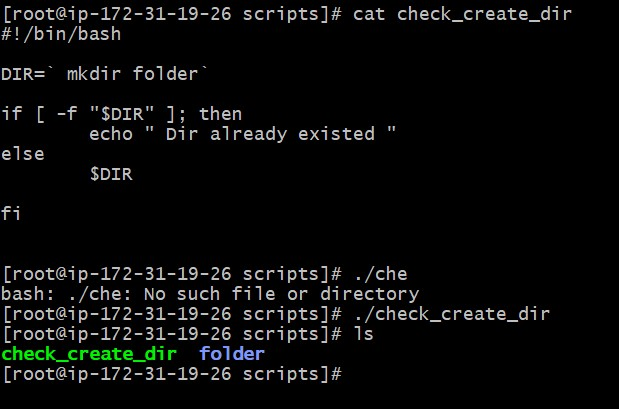 [root@ip-172-31-19-26 scripts]# cat check_create_dir
#!/bin/bash
DIR=` mkdir folder`
if [ -f "$DIR" ]; then
        echo " Dir already existed "
else
        $DIR
fi
[root@ip-172-31-19-26 scripts]# ./che
bash: ./che: No such file or directory
[root@ip-172-31-19-26 scripts]# ./check_create_dir
[root@ip-172-31-19-26 scripts]# ls
check_create_dir  folder
[root@ip-172-31-19-26 scripts]#